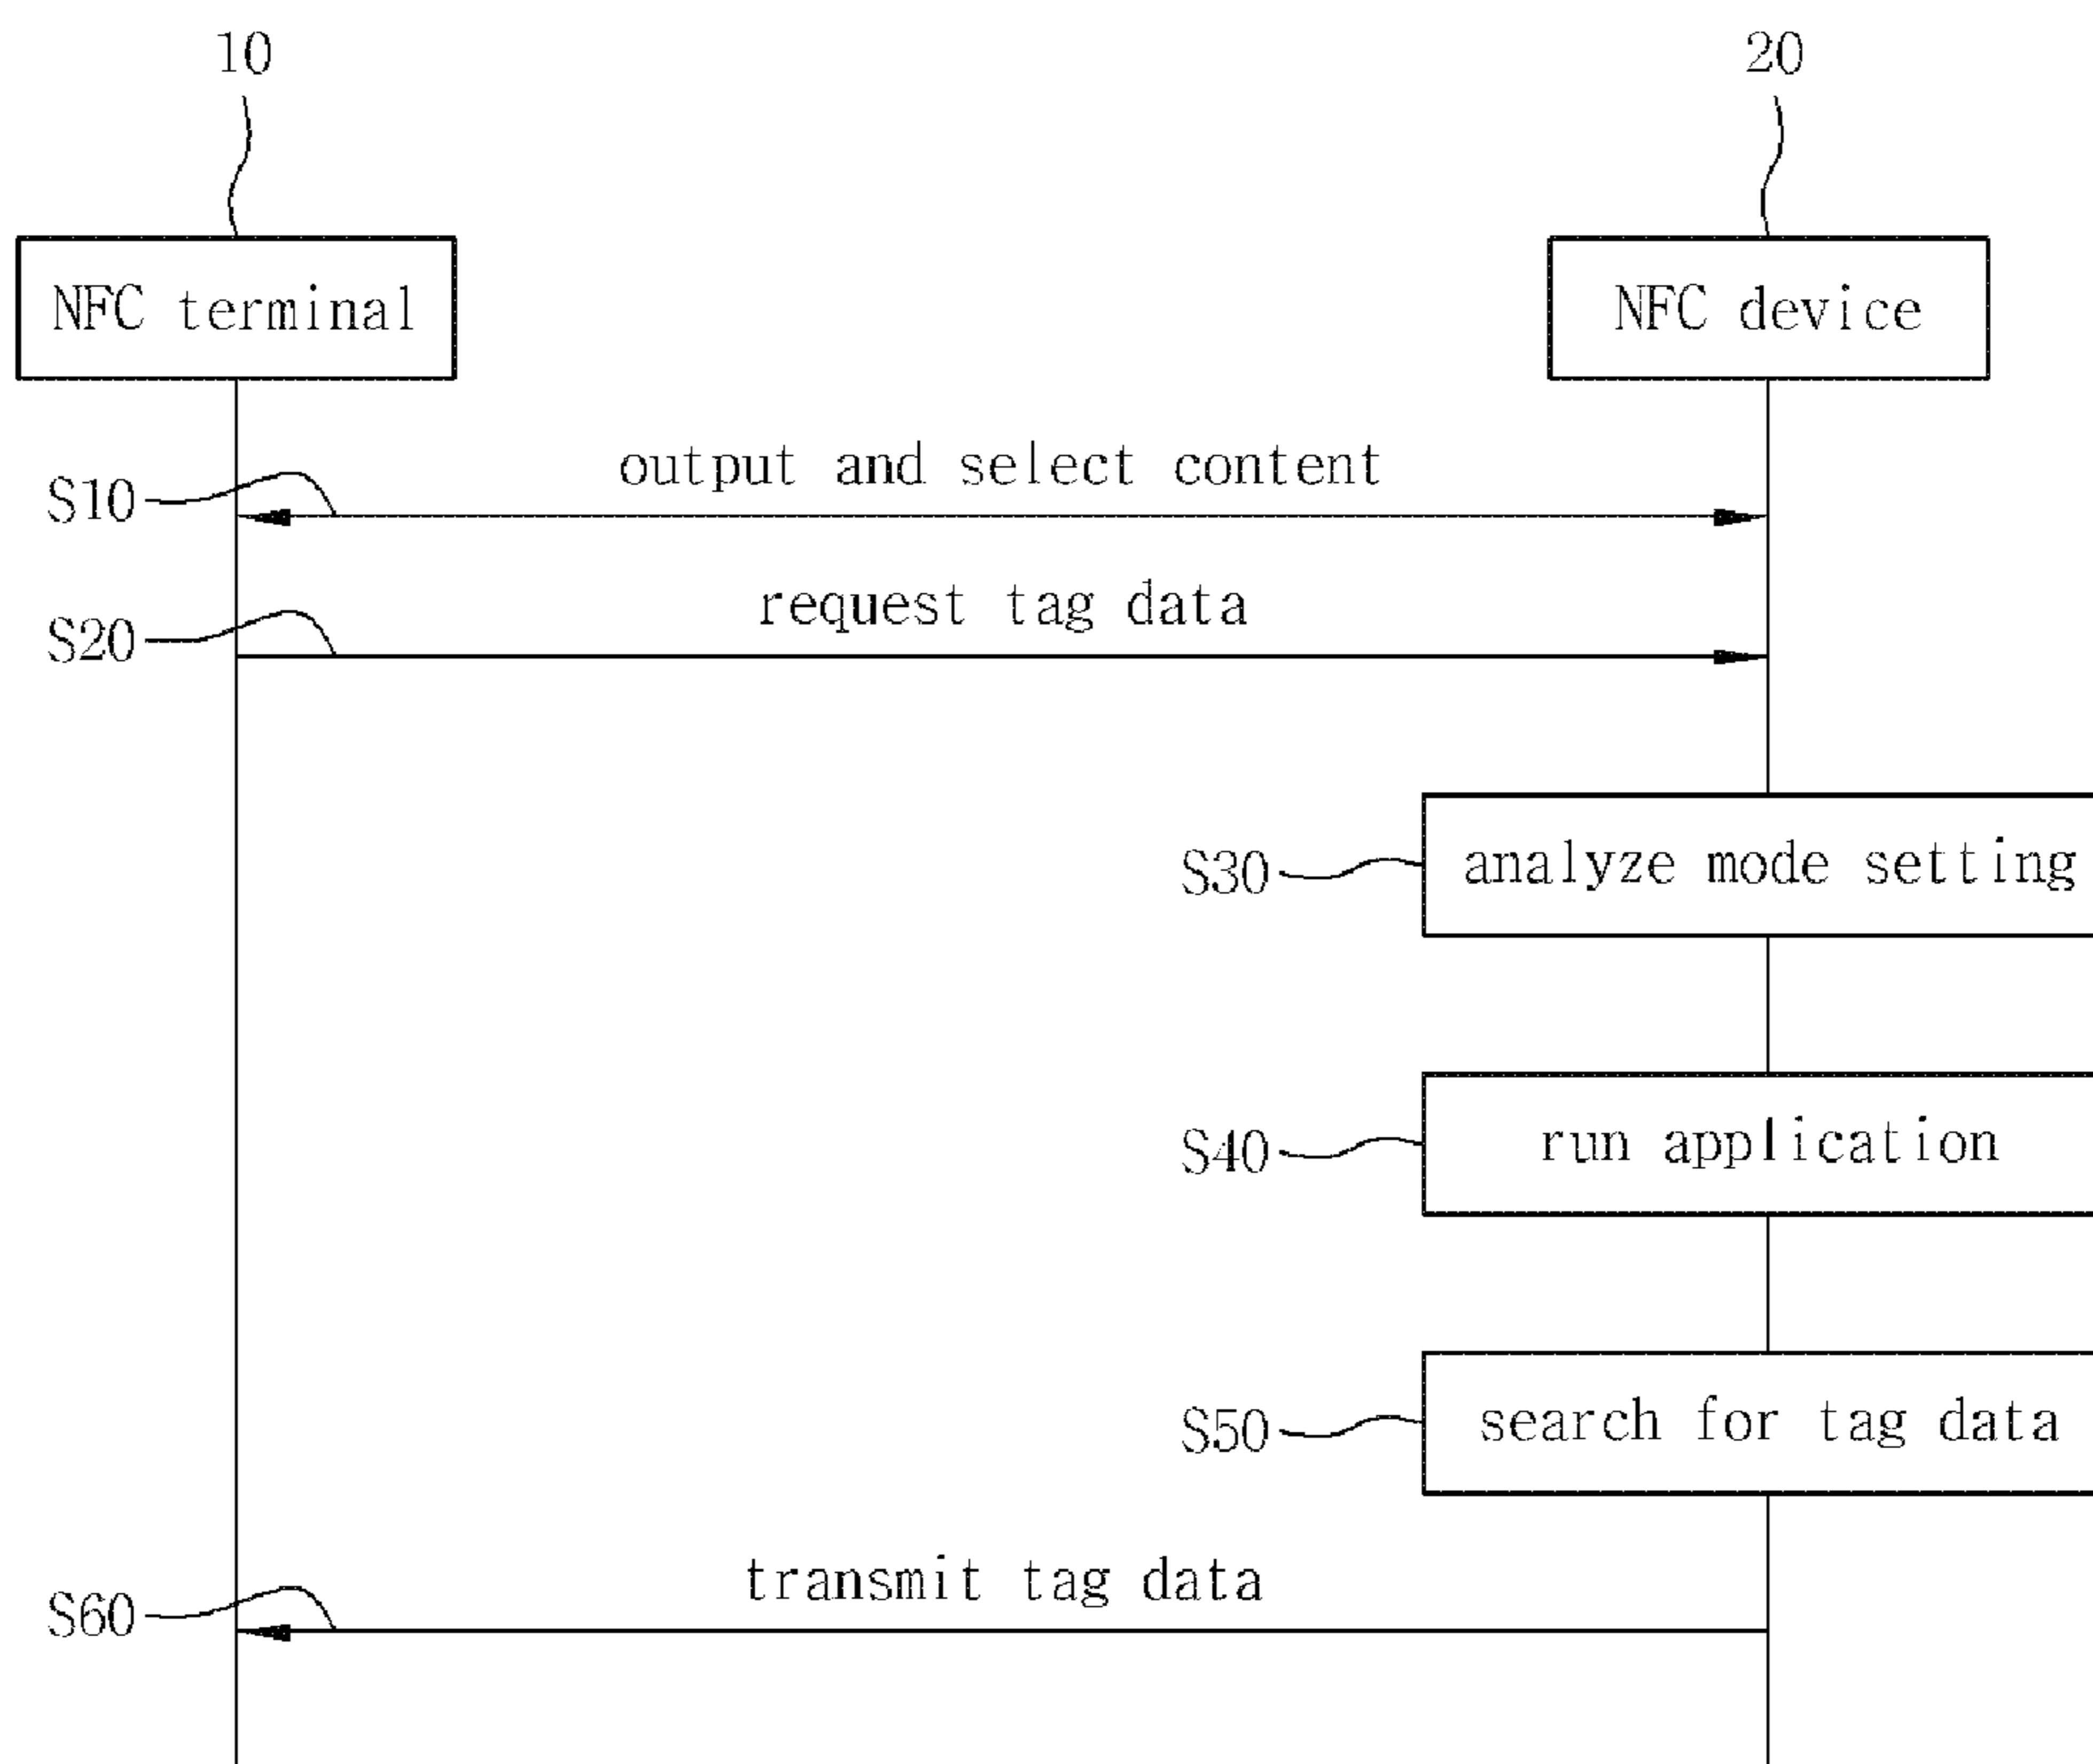 10
20
NFC terminal
NFC device
output and select content
S10
request tag data
S20
S30
analyze mode setting
S40
run application
S50
search for tag data
transmit tag data
S60